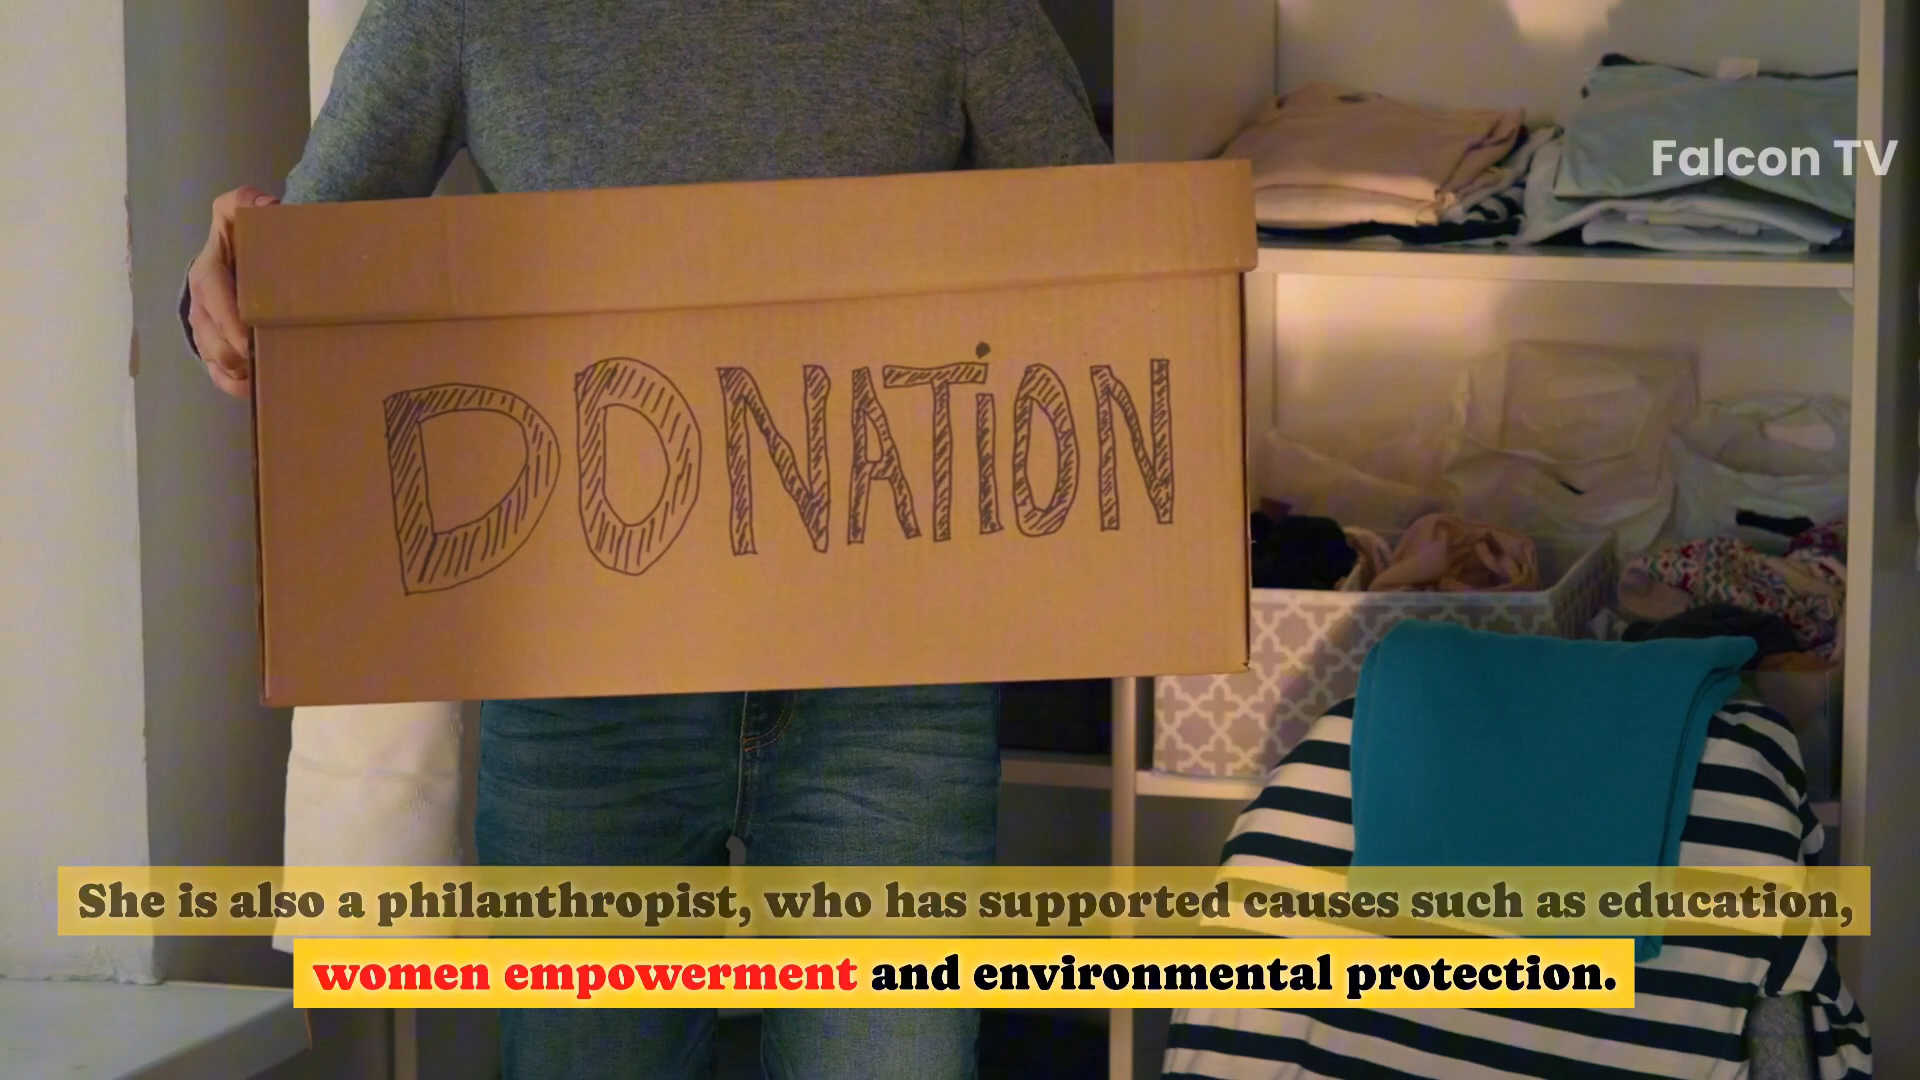 Falcon TV
DONATiON
She is also a philanthropist, who has supported causes such as education,
women empowerment and environmental protection.